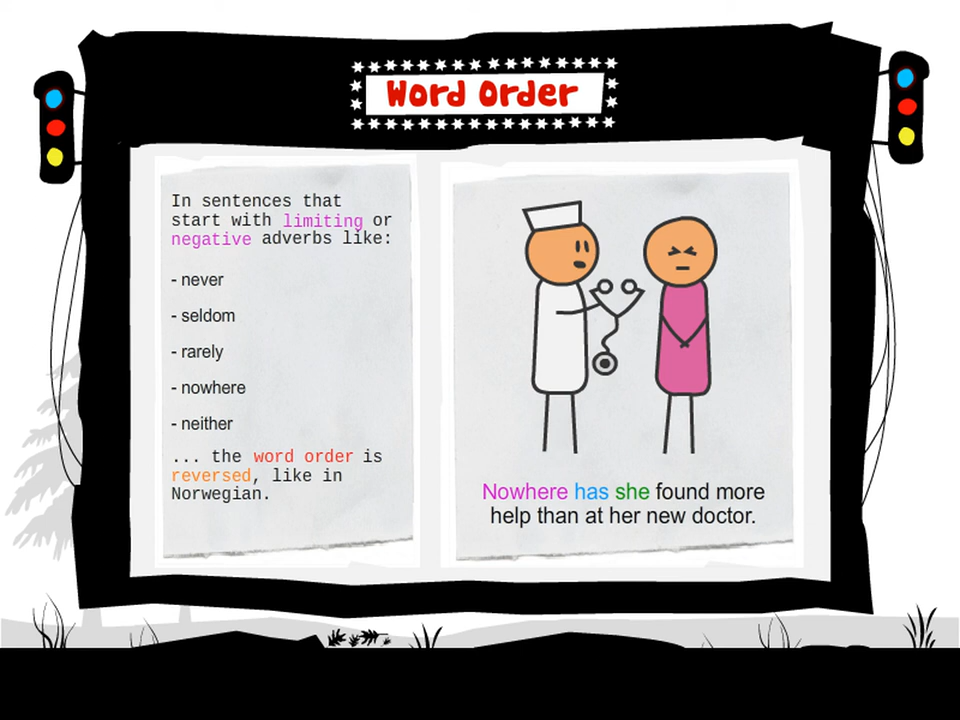 Word Order
In sentences that
start with limiting or
negative adverbs like:
- never
- seldom
- rarely
- nowhere
- neither
... the word order is
reversed, like in
Norwegian.
Nowhere has she found more
help than at her new doctor.